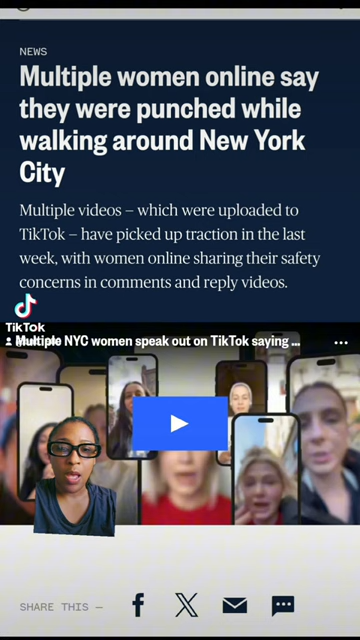 NEWS
Multiple women online say
they were punched while
walking around New York
City
Multiple videos — which were uploaded to
TikTok — have picked up traction in the last
week, with women online sharing their safety
concerns in comments and reply videos.
TikTok
Multiple NYC women speak out on TikTok saying ...
SHARE THIS —